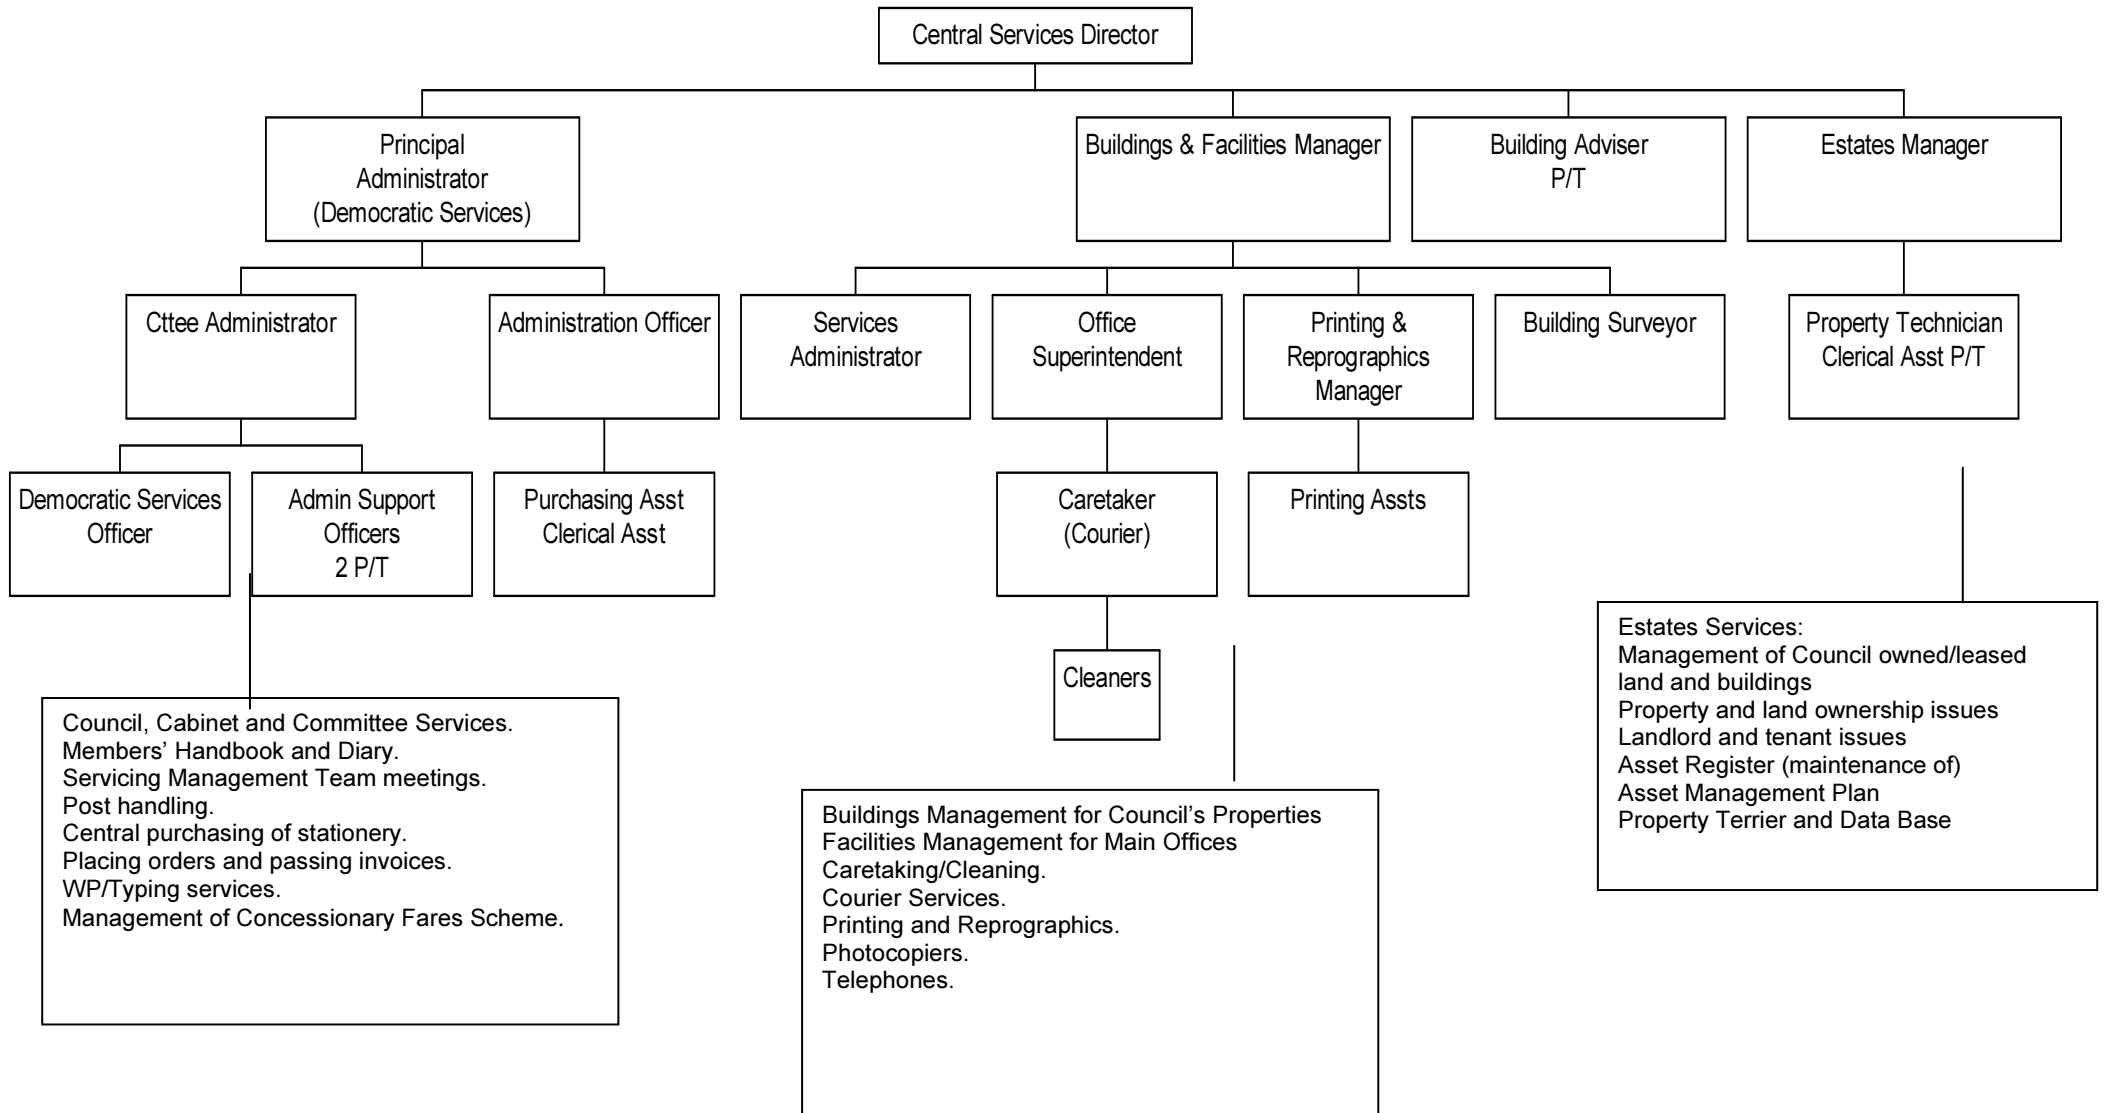 Central Services Director
Principal
Administrator
(Democratic Services)
Buildings & Facilities Manager
Building Adviser
P/T
Estates Manager
Cttee Administrator
Administration Officer
Services
Administrator
Office
Superintendent
Printing &
Reprographics
Manager
Building Surveyor
Property Technician
Clerical Asst P/T
Democratic Services
Officer
Admin Support
Officers
2 P/T
Purchasing Asst
Clerical Asst
Caretaker
(Courier)
Printing Assts
Cleaners
Council, Cabinet and Committee Services.
Members’ Handbook and Diary.
Servicing Management Team meetings.
Post handling.
Central purchasing of stationery.
Placing orders and passing invoices.
WP/Typing services.
Management of Concessionary Fares Scheme.
Buildings Management for Council’s Properties
Facilities Management for Main Offices
Caretaking/Cleaning.
Courier Services.
Printing and Reprographics.
Photocopiers.
Telephones.
Estates Services:
Management of Council owned/leased
land and buildings
Property and land ownership issues
Landlord and tenant issues
Asset Register (maintenance of)
Asset Management Plan
Property Terrier and Data Base